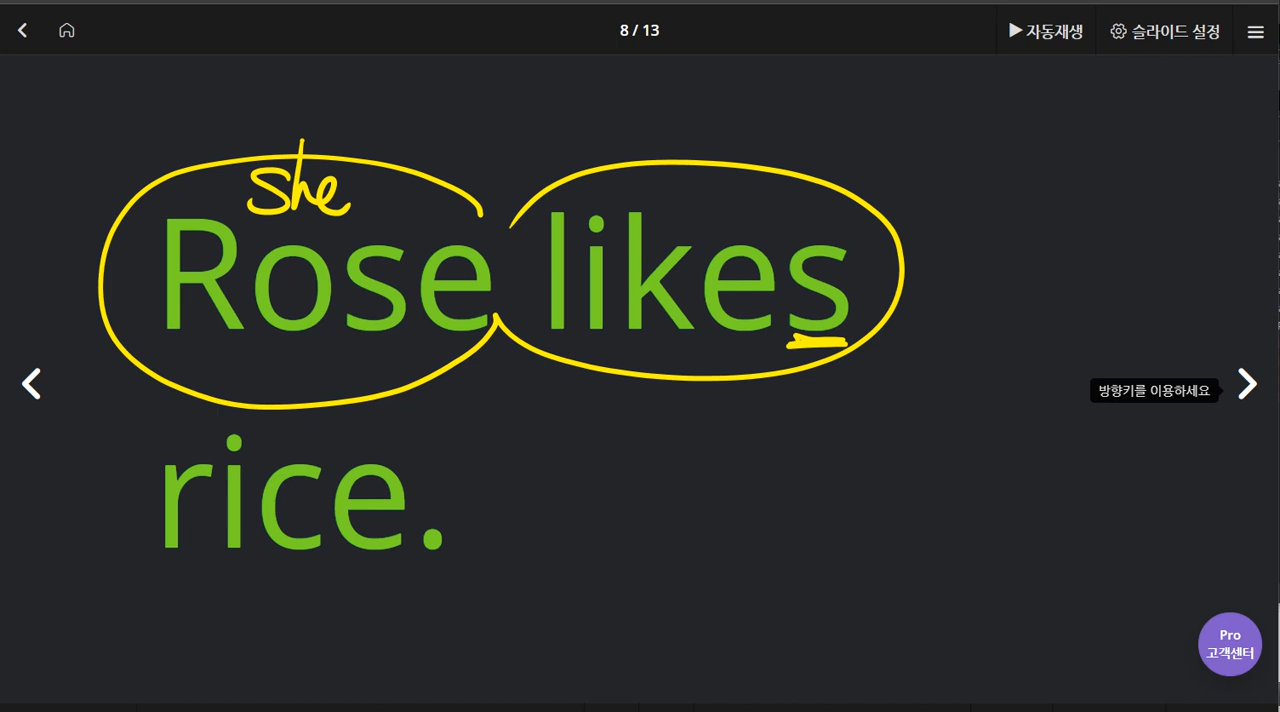 8 / 13
자동재생
슬라이드 설정
she
Rose likes
rice.
방향키를 이용하세요
Pro
고객센터